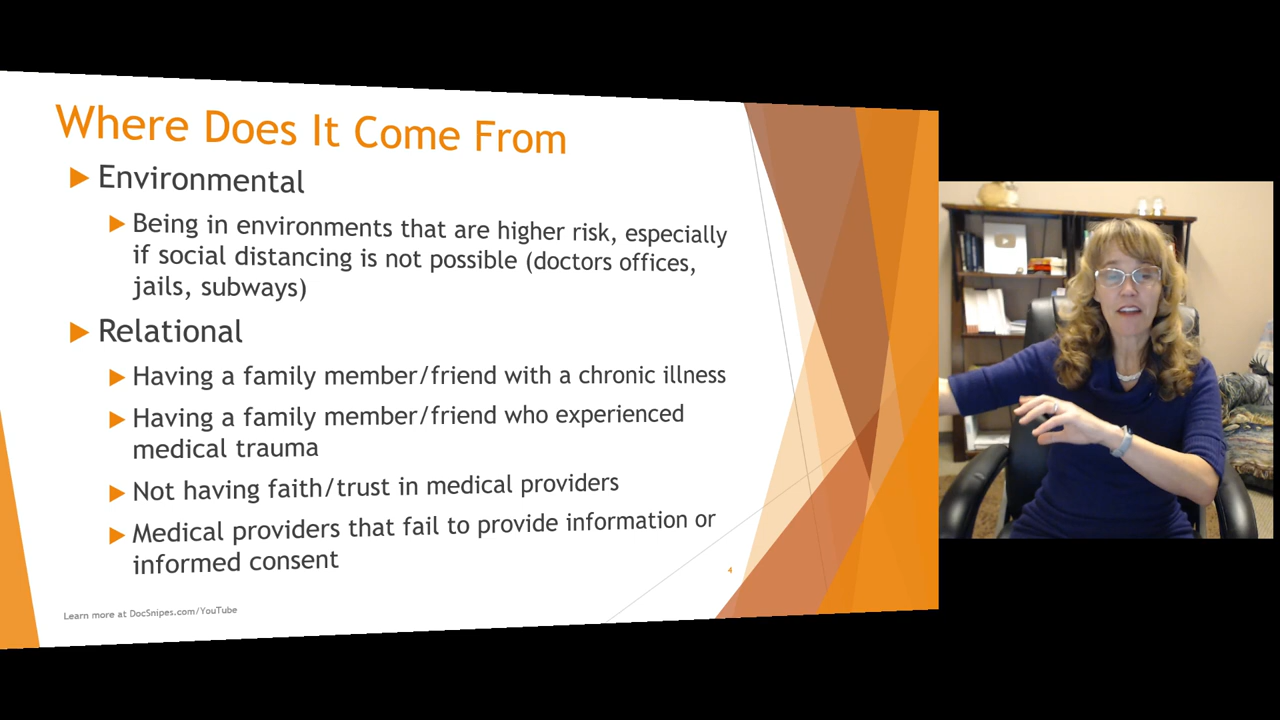 Where Does It Come From
Environmental
Being in environments that are higher risk, especially
if social distancing is not possible (doctors offices,
jails, subways)
Relational
Having a family member/friend with a chronic illness
Having a family member/friend who experienced
medical trauma
Not having faith/trust in medical providers
Medical providers that fail to provide information or
informed consent
4
Learn more at DocSnipes.com/YouTube